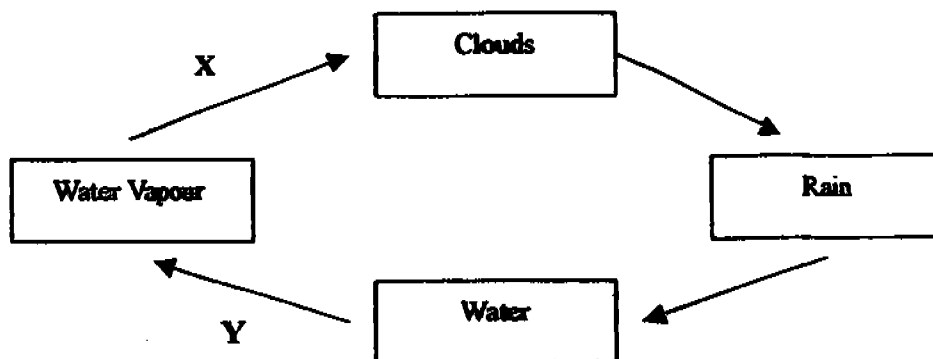 Clouds
X
Water Vapour
Rain
Water
Y